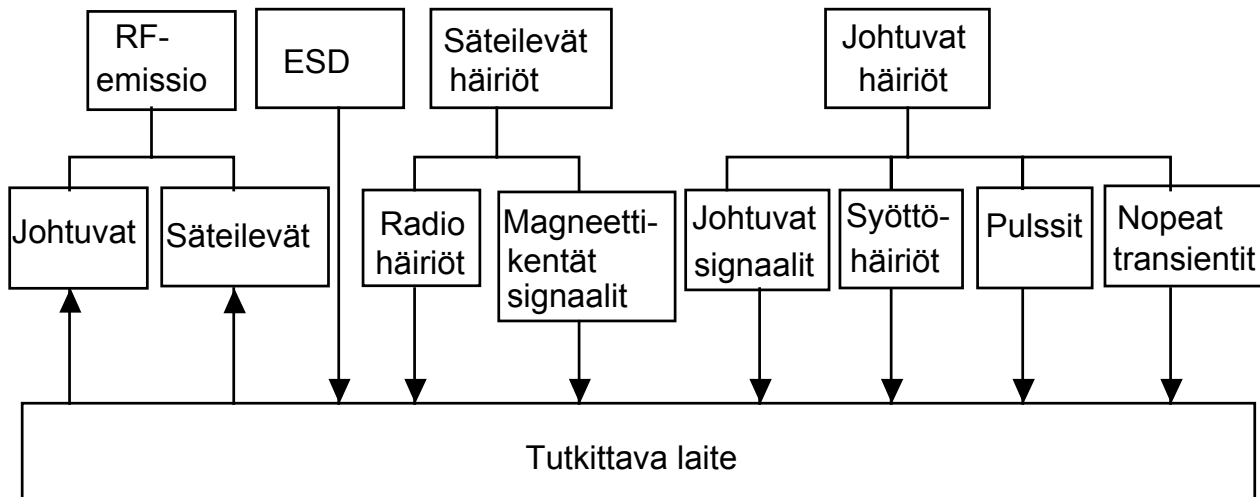 RF-
emissio
ESD
Säteilevät
häiriöt
Johtuvat
häiriöt
Johtuvat
Säteilevät
Radio
häiriöt
Magneetti-
kentät
signaalit
Johtuvat
signaalit
Syöttö-
häiriöt
Pulssit
Nopeat
transientit
Tutkittava laite